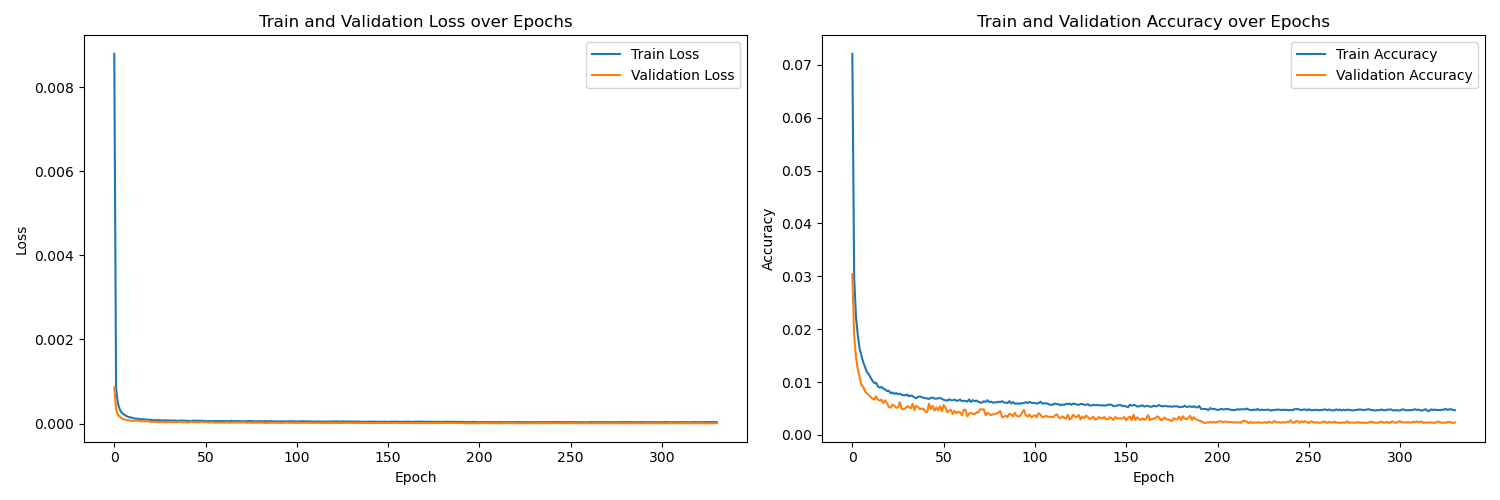 Train and Validation Loss over Epochs
Train Loss
Validation Loss
0.008
0.006
0.004
0.002
0.000
Loss
0
50
100
150
200
250
300
Epoch
Train and Validation Accuracy over Epochs
Train Accuracy
Validation Accuracy
0.07
0.06
0.05
0.04
0.03
0.02
0.01
0.00
Accuracy
0
50
100
150
200
250
300
Epoch